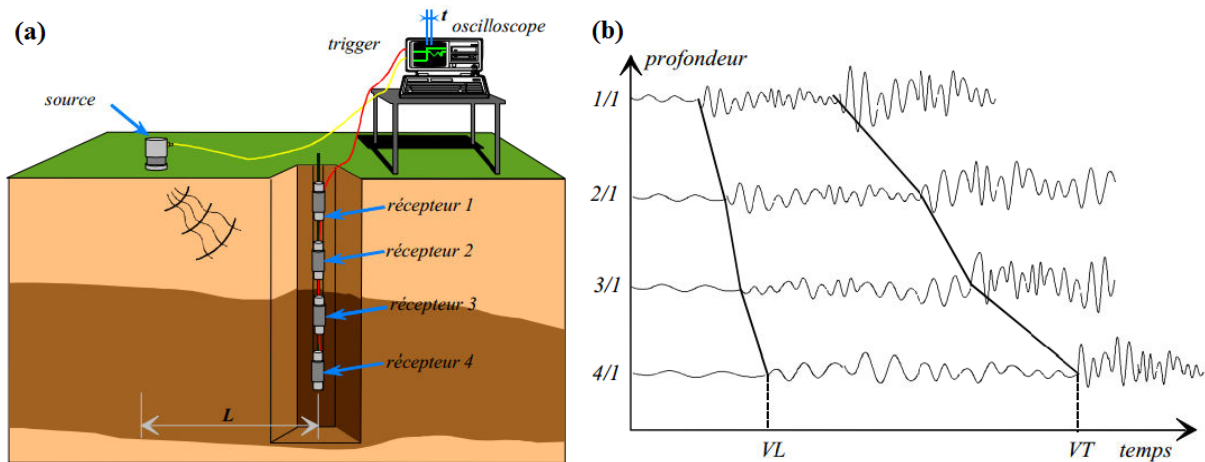 (a)
t
oscilloscope
trigger
source
récepteur 1
récepteur 2
récepteur 3
récepteur 4
L
(b)
profondeur
1/1
2/1
3/1
4/1
VL
VT
temps